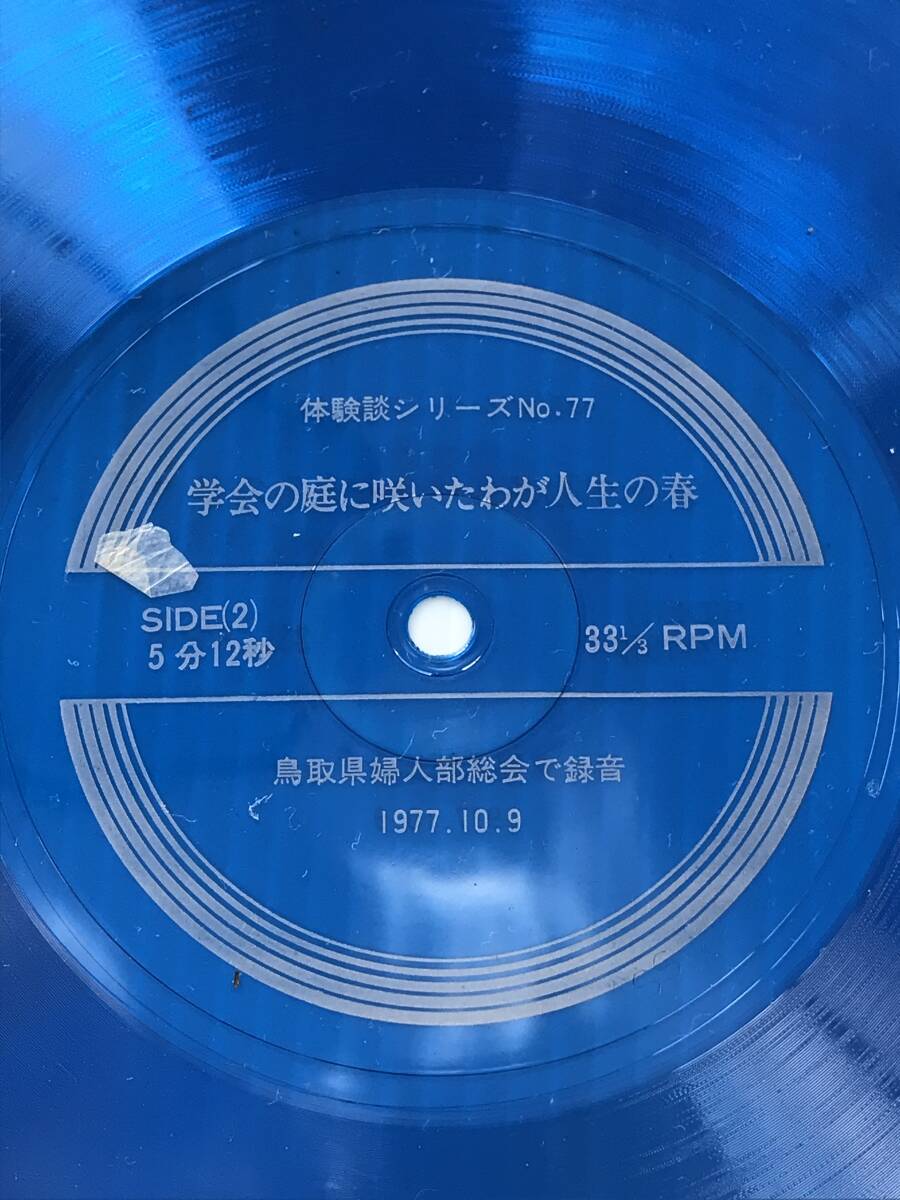 体験談シリーズNo.77
学会の庭に咲いたわが人生の春
SIDE(2)
5分12秒
33 1/3 RPM
鳥取県婦人部総会で録音
1977.10.9